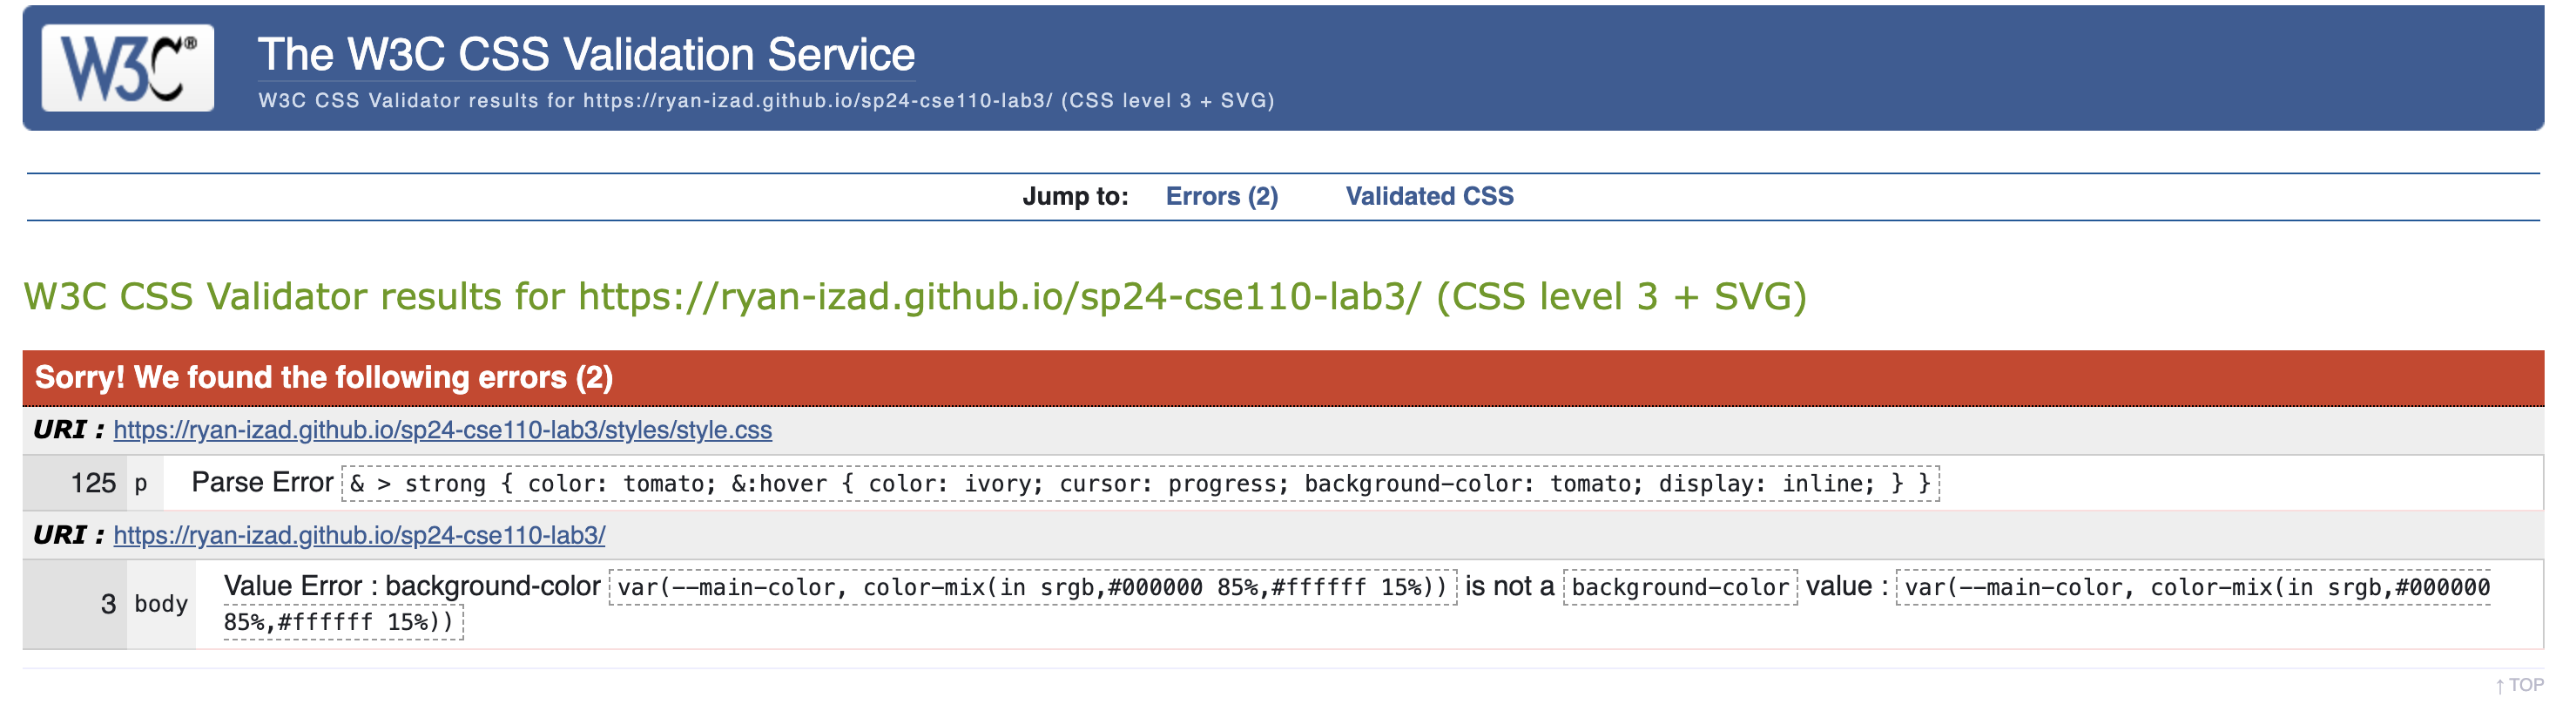 W3C®
The W3C CSS Validation Service
W3C CSS Validator results for https://ryan-izad.github.io/sp24-cse110-lab3/ (CSS level 3 + SVG)
Jump to: Errors (2) Validated CSS
W3C CSS Validator results for https://ryan-izad.github.io/sp24-cse110-lab3/ (CSS level 3 + SVG)
Sorry! We found the following errors (2)
URI : https://ryan-izad.github.io/sp24-cse110-lab3/styles/style.css
125 p Parse Error & > strong { color: tomato; &:hover { color: ivory; cursor: progress; background-color: tomato; display: inline; } }
URI : https://ryan-izad.github.io/sp24-cse110-lab3/
3 body Value Error : background-color var(--main-color, color-mix(in srgb,#000000 85%,#ffffff 15%)) is not a background-color value : var(--main-color, color-mix(in srgb,#000000
85%,#ffffff 15%))
↑ TOP